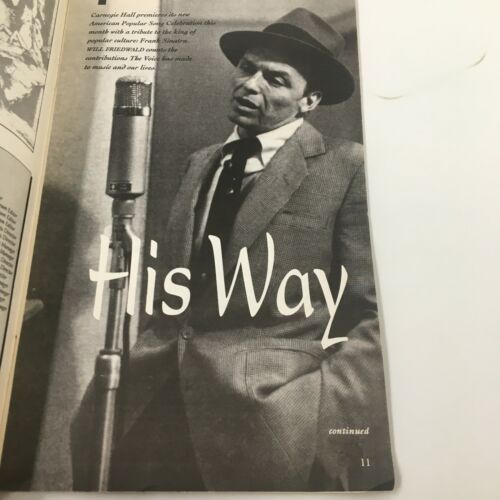 Carnegie Hall premieres its new
American Popular Song Celebration this
month with a tribute to the king of
popular culture: Frank Sinatra.
WILL FRIEDWALD counts the
contributions The Voice has made
to music and our lives.
His Way
continued
11